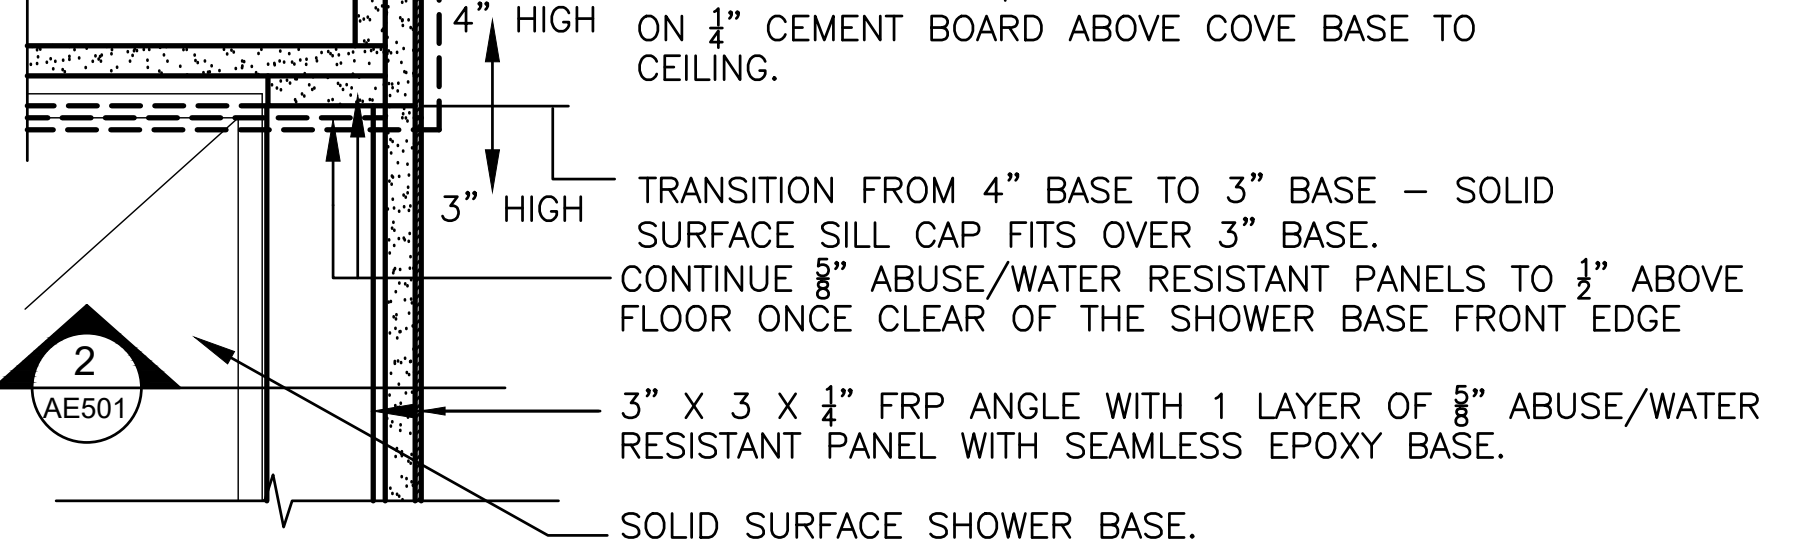 4” HIGH
ON 1/4” CEMENT BOARD ABOVE COVE BASE TO
CEILING.
TRANSITION FROM 4” BASE TO 3” BASE – SOLID
3” HIGH
SURFACE SILL CAP FITS OVER 3” BASE.
CONTINUE 5/8” ABUSE/WATER RESISTANT PANELS TO 1/2” ABOVE
FLOOR ONCE CLEAR OF THE SHOWER BASE FRONT EDGE
2
AE501
3” X 3 X 1/4” FRP ANGLE WITH 1 LAYER OF 5/8” ABUSE/WATER
RESISTANT PANEL WITH SEAMLESS EPOXY BASE.
SOLID SURFACE SHOWER BASE.